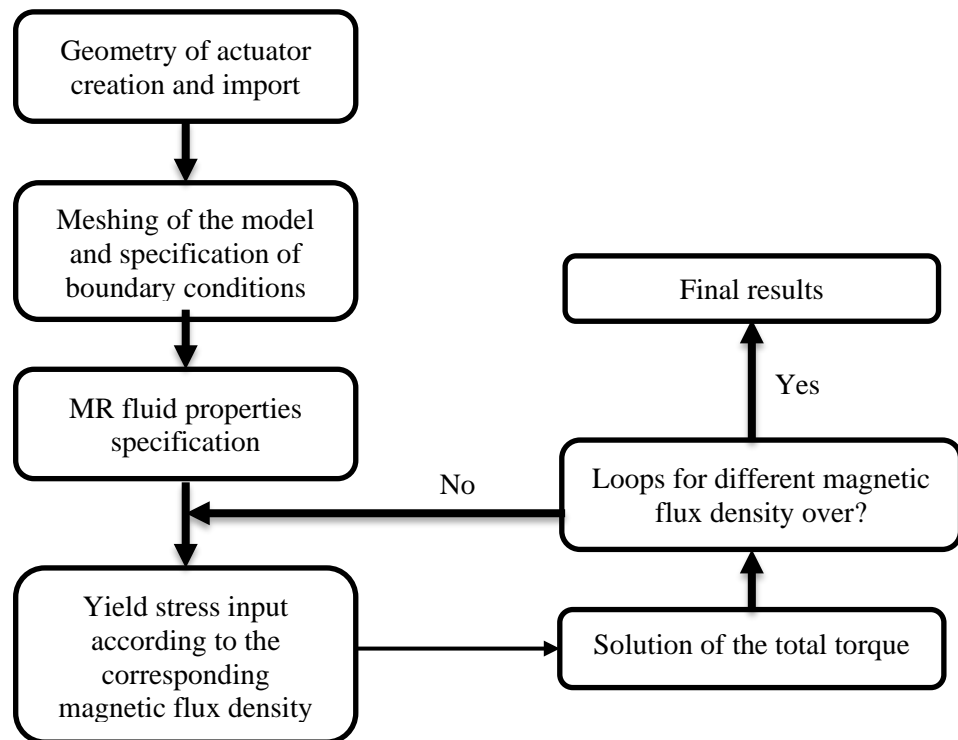 Geometry of actuator
creation and import
Meshing of the model
and specification of
boundary conditions
MR fluid properties
specification
Yield stress input
according to the
corresponding
magnetic flux density
Solution of the total torque
Loops for different magnetic
flux density over?
No
Yes
Final results